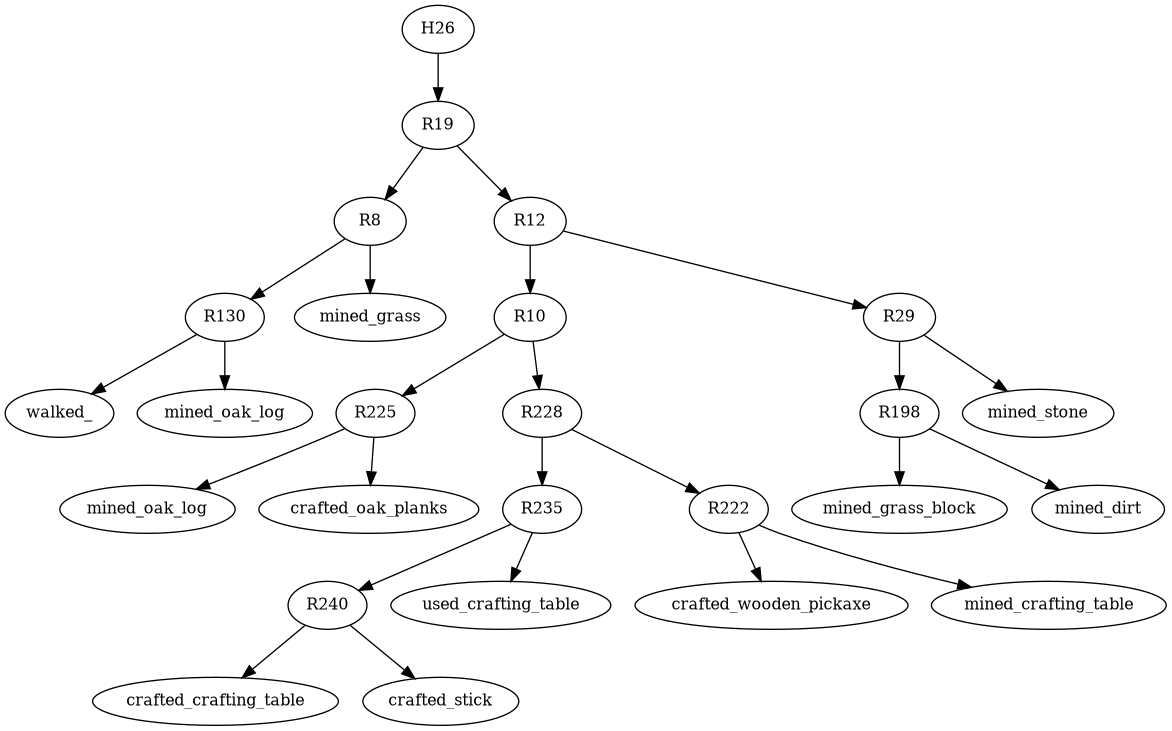 H26
R19
R8
R12
R130
mined_grass
R10
R29
walked_
mined_oak_log
R225
R228
R198
mined_stone
mined_oak_log
crafted_oak_planks
R235
R222
mined_grass_block
mined_dirt
R240
used_crafting_table
crafted_wooden_pickaxe
mined_crafting_table
crafted_crafting_table
crafted_stick